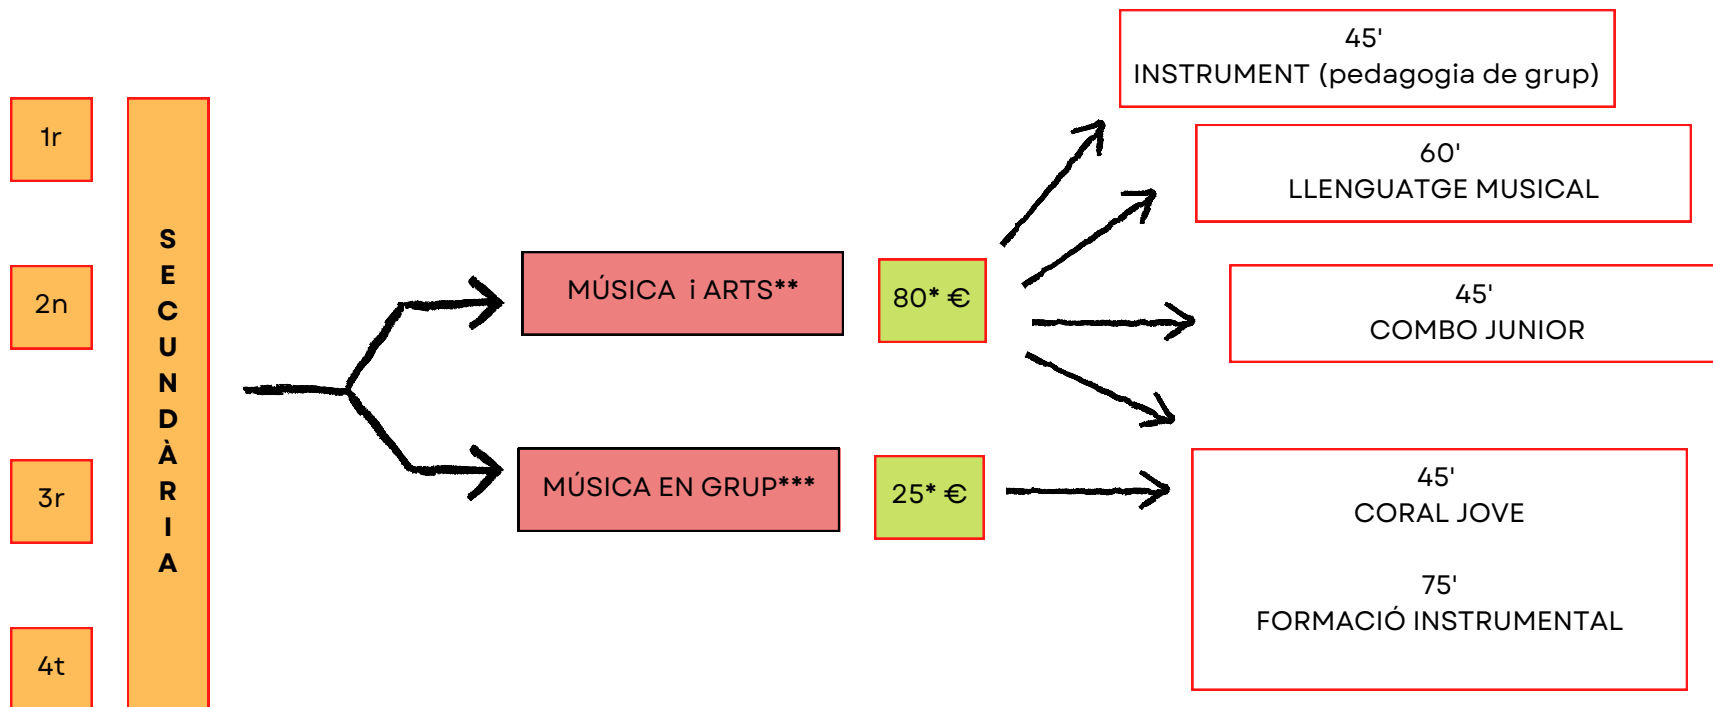 1r
2n
3r
4t
SECUNDÀRIA
MÚSICA i ARTS**
80* €
MÚSICA EN GRUP***
25* €
45'
INSTRUMENT (pedagogia de grup)
60'
LLENGUATGE MUSICAL
45'
COMBO JUNIOR
45'
CORAL JOVE
75'
FORMACIÓ INSTRUMENTAL